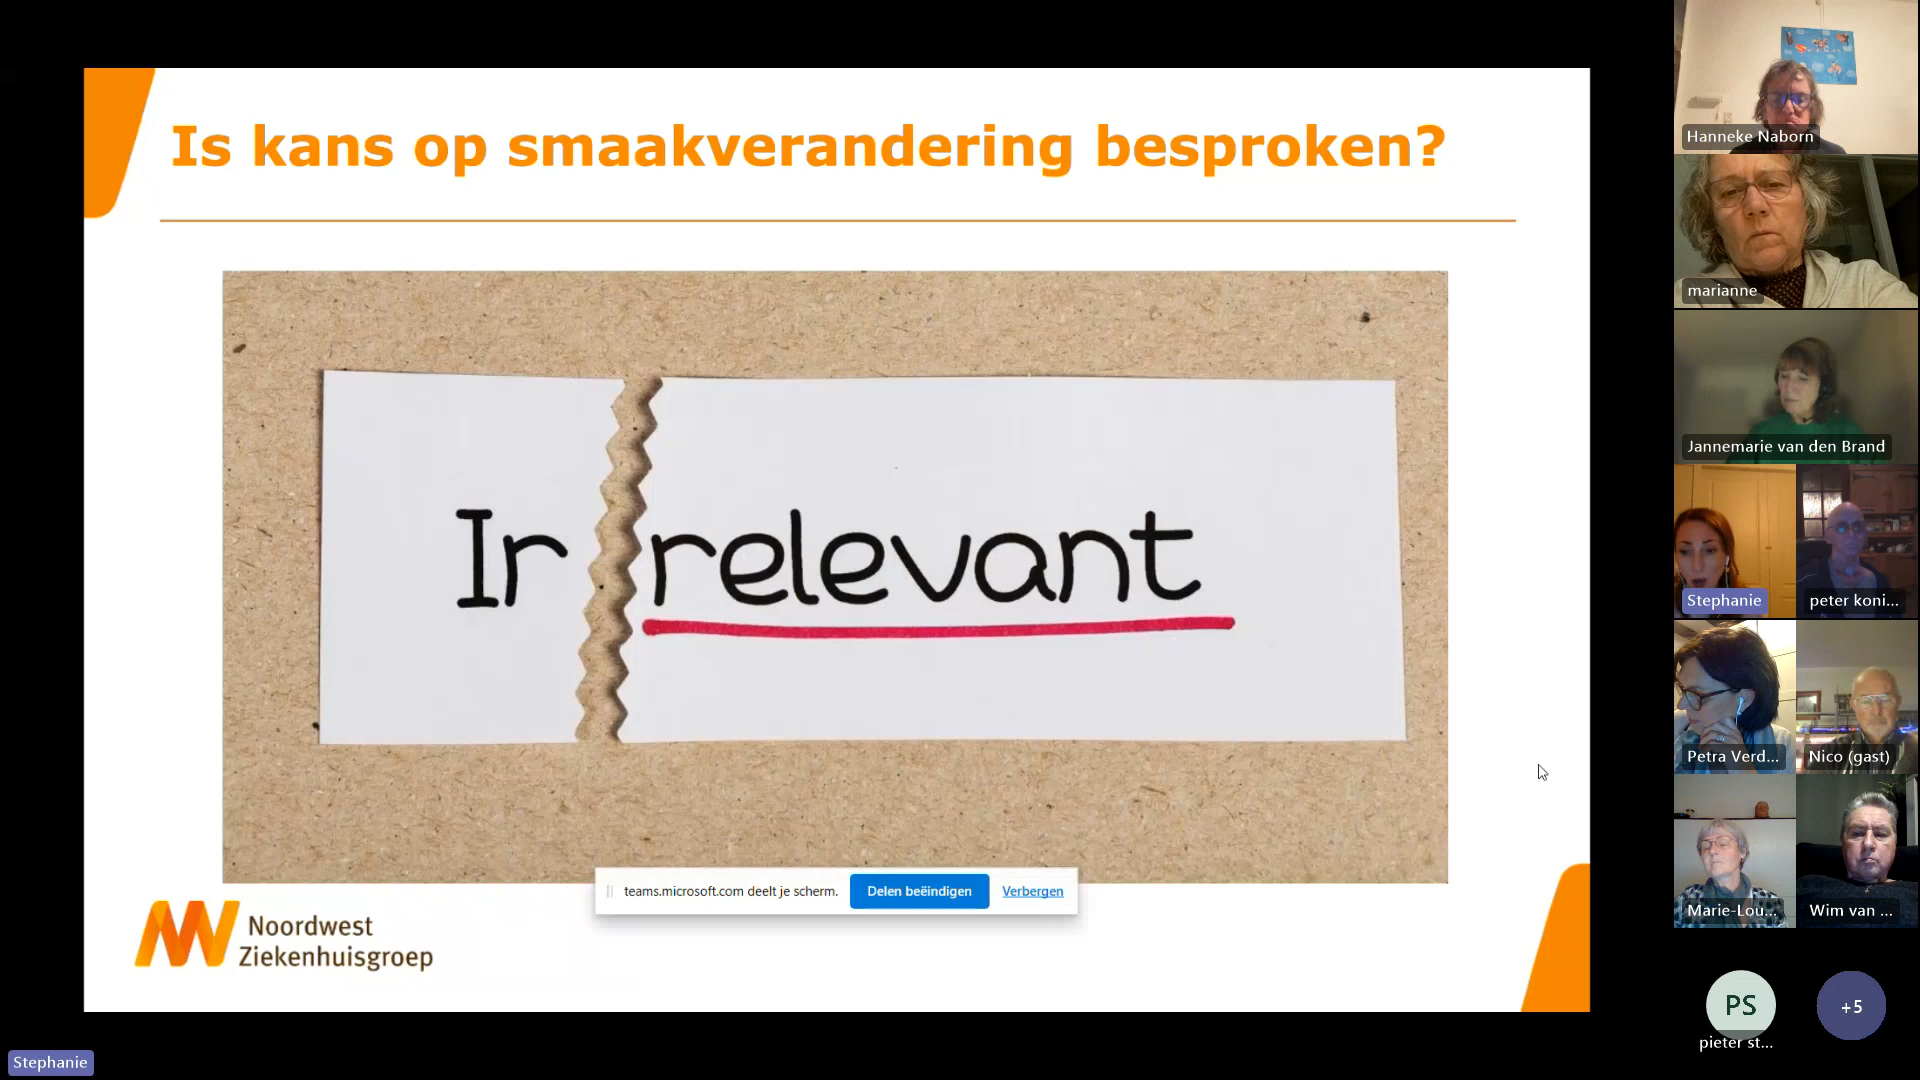 Is kans op smaakverandering besproken?
Ir relevant
teams.microsoft.com deelt je scherm. Delen beëindigen Verbergen
Noordwest
Ziekenhuisgroep
Stephanie
Hanneke Naborn
marianne
Jannemarie van den Brand
Stephanie
peter koni...
Petra Verd...
Nico (gast)
Marie-Lou...
Wim van ...
PS
pieter st...
+5